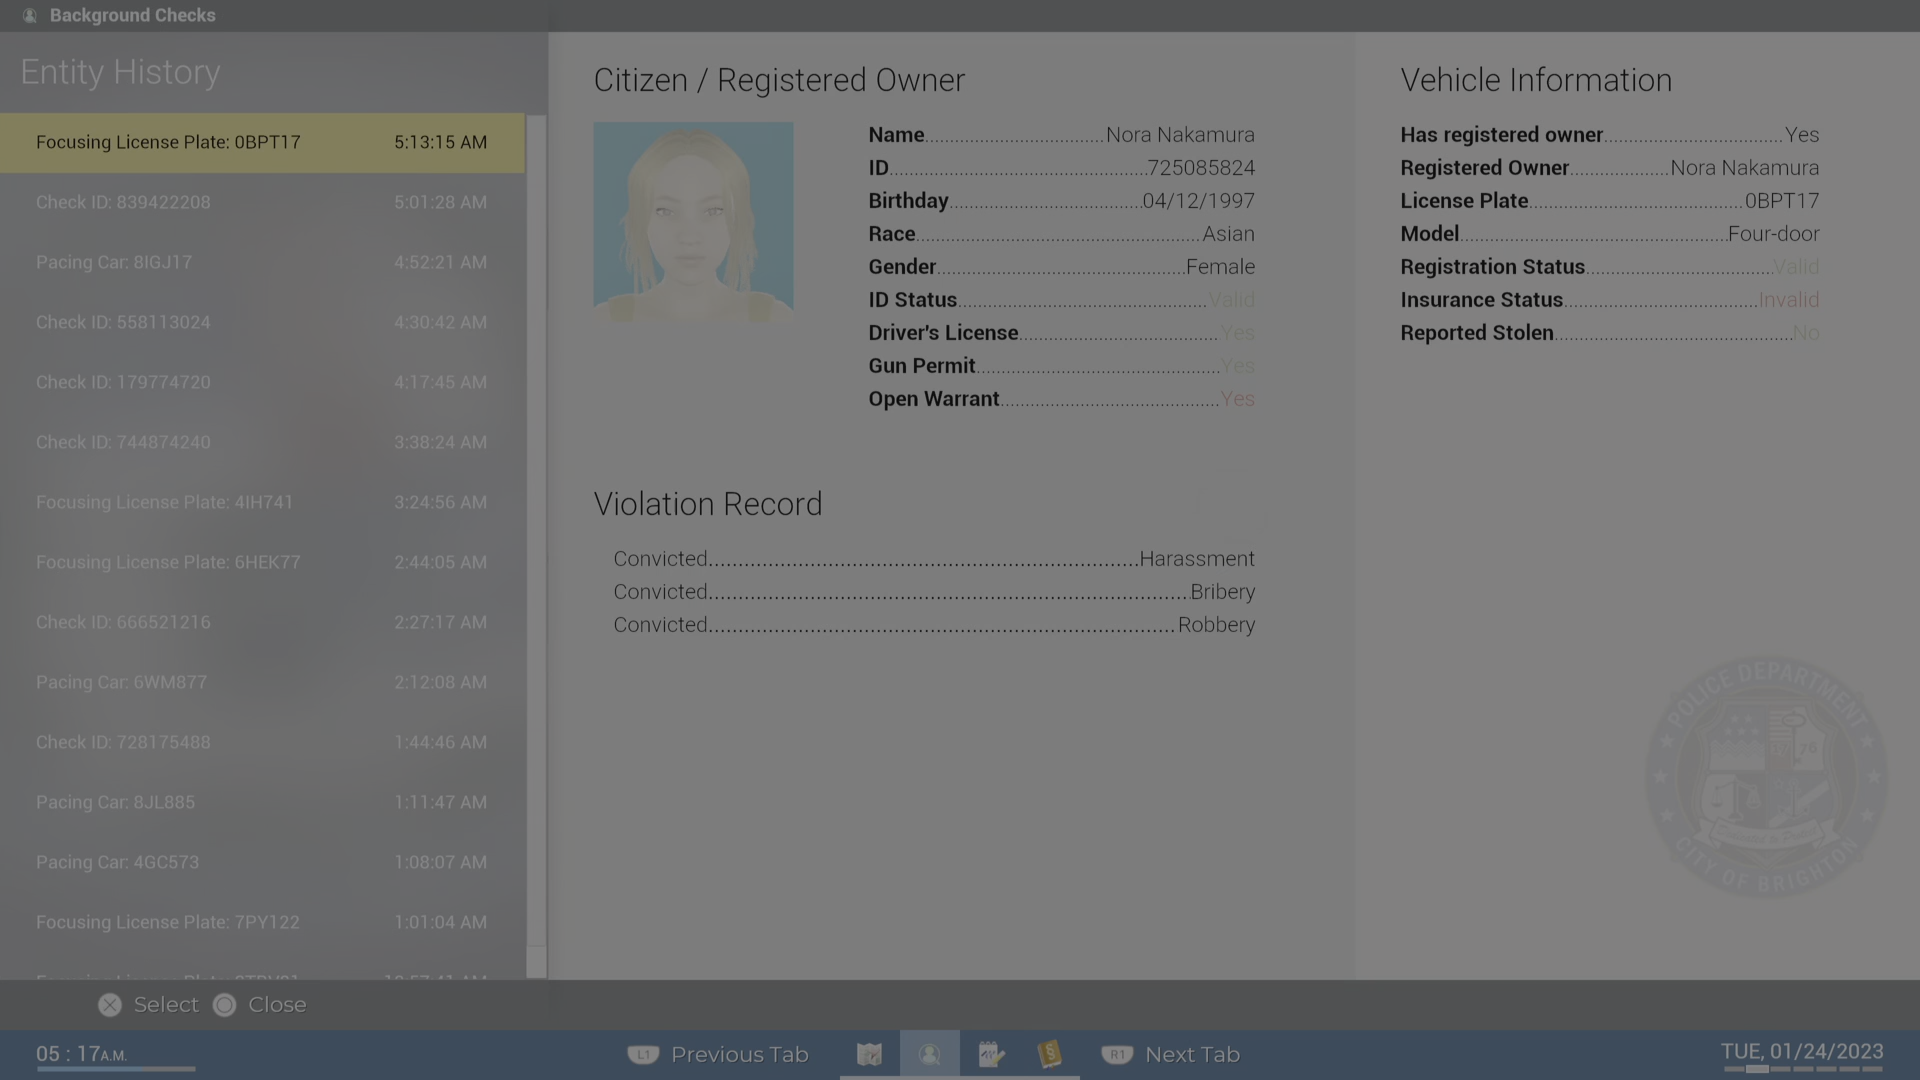 Background Checks
Entity History
Focusing License Plate: 0BPT17 5:13:15 AM
Check ID: 839422208 5:01:28 AM
Pacing Car: 8IGJ17 4:52:21 AM
Check ID: 558113024 4:30:42 AM
Check ID: 179774720 4:17:45 AM
Check ID: 744874240 3:38:24 AM
Focusing License Plate: 4IH741 3:24:56 AM
Focusing License Plate: 6HEK77 2:44:05 AM
Check ID: 666521216 2:27:17 AM
Pacing Car: 6WM877 2:12:08 AM
Check ID: 728175488 1:44:46 AM
Pacing Car: 8JL885 1:11:47 AM
Pacing Car: 4GC573 1:08:07 AM
Focusing License Plate: 7PY122 1:01:04 AM
Citizen / Registered Owner
Name Nora Nakamura
ID 725085824
Birthday 04/12/1997
Race Asian
Gender Female
ID Status Valid
Driver's License Yes
Gun Permit Yes
Open Warrant Yes
Violation Record
Convicted Harassment
Convicted Bribery
Convicted Robbery
Vehicle Information
Has registered owner Yes
Registered Owner Nora Nakamura
License Plate 0BPT17
Model Four-door
Registration Status Valid
Insurance Status Invalid
Reported Stolen No
POLICE DEPARTMENT
CITY OF BRIGHTON
Select Close
05 : 17 A.M.
L1 Previous Tab
R1 Next Tab
TUE, 01/24/2023